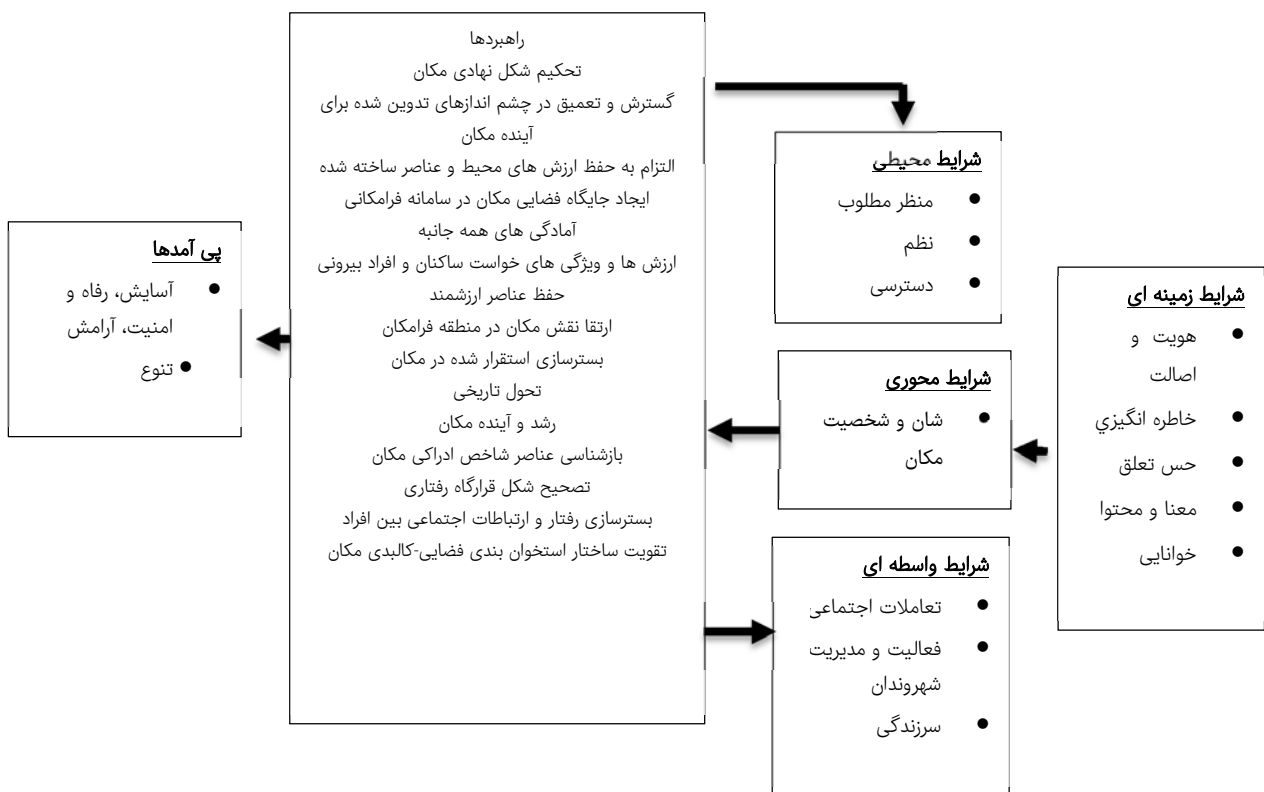 راهبردها
تحکیم شکل نهادی مکان
گسترش و تعمیق در چشم اندازهای تدوین شده برای
آینده مکان
التزام به حفظ ارزش های محیط و عناصر ساخته شده
ایجاد جایگاه فضایی مکان در سامانه فرامکانی
آمادگی های همه جانبه
ارزش ها و ویژگی های خواست ساکنان و افراد بیرونی
حفظ عناصر ارزشمند
ارتقا نقش مکان در منطقه فرامکان
بسترسازی استقرار شده در مکان
تحول تاریخی
رشد و آینده مکان
بازشناسی عناصر شاخص ادراکی مکان
تصحیح شکل قرارگاه رفتاری
بسترسازی رفتار و ارتباطات اجتماعی بین افراد
تقویت ساختار استخوان بندی فضایی-کالبدی مکان
شرایط زمینه ای
● هویت و
اصالت
● خاطره انگیزي
● حس تعلق
● معنا و محتوا
● خوانایی
شرایط محیطی
● منظر مطلوب
● نظم
● دسترسی
شرایط محوری
● شان و شخصیت
مکان
شرایط واسطه ای
● تعاملات اجتماعی
● فعالیت و مدیریت
شهروندان
● سرزندگی
پی آمدها
● آسایش، رفاه و
امنیت، آرامش
● تنوع